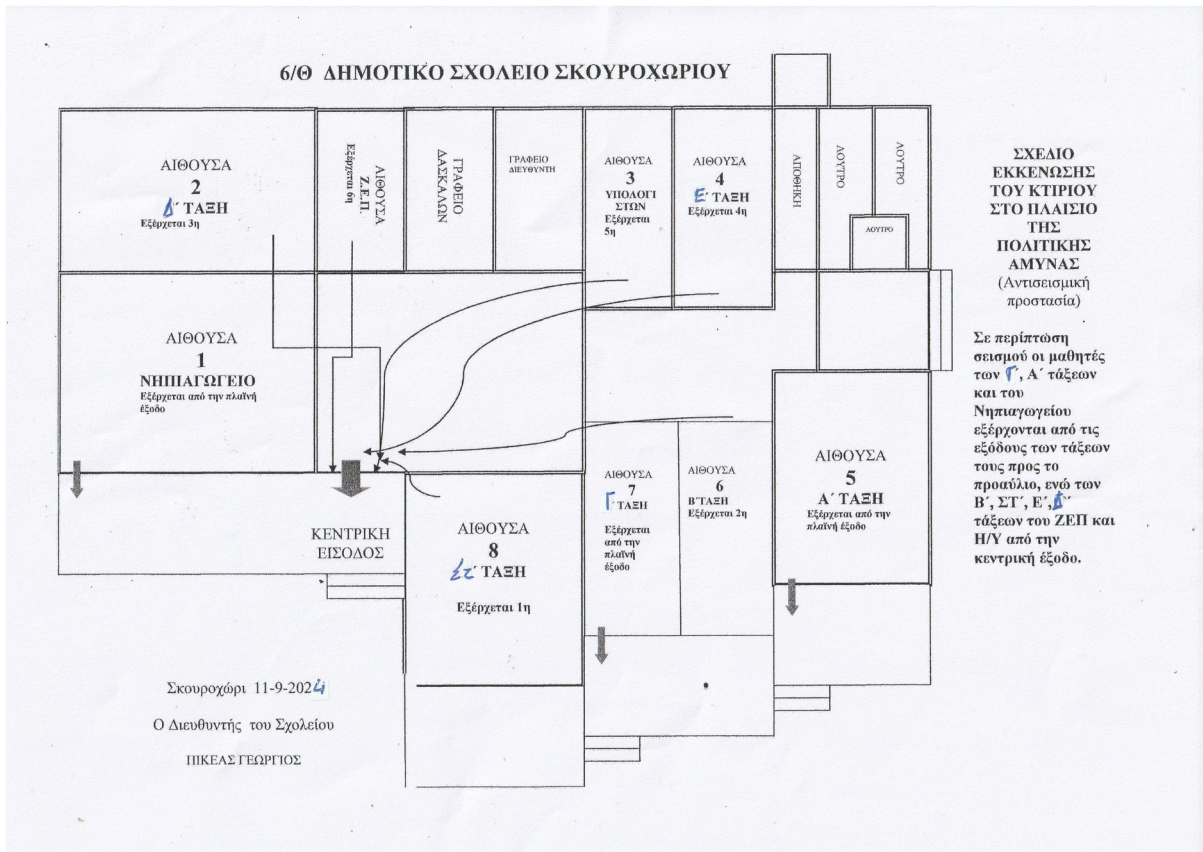 6/Θ ΔΗΜΟΤΙΚΟ ΣΧΟΛΕΙΟ ΣΚΟΥΡΟΧΩΡΙΟΥ
ΑΙΘΟΥΣΑ
2
Δ΄ ΤΑΞΗ
Εξέρχεται 3η
ΑΙΘΟΥΣΑ
Ζ.Ε.Π.
Εξέρχεται 6η
ΓΡΑΦΕΙΟ
ΔΑΣΚΑΛΩΝ
ΓΡΑΦΕΙΟ
ΔΙΕΥΘΥΝΤΗ
ΑΙΘΟΥΣΑ
3
ΥΠΟΛΟΓΙ
ΣΤΩΝ
Εξέρχεται
5η
ΑΙΘΟΥΣΑ
4
Ε΄ ΤΑΞΗ
Εξέρχεται 4η
ΑΠΟΘΗΚΗ
ΛΟΥΤΡΟ
ΛΟΥΤΡΟ
ΛΟΥΤΡΟ
ΑΙΘΟΥΣΑ
1
ΝΗΠΙΑΓΩΓΕΙΟ
Εξέρχεται από την πλαϊνή
έξοδο
ΚΕΝΤΡΙΚΗ
ΕΙΣΟΔΟΣ
ΑΙΘΟΥΣΑ
8
Στ΄ ΤΑΞΗ
Εξέρχεται 1η
ΑΙΘΟΥΣΑ
7
Γ ΤΑΞΗ
Εξέρχεται
από την
πλαϊνή
έξοδο
ΑΙΘΟΥΣΑ
6
Β΄ΤΑΞΗ
Εξέρχεται 2η
ΑΙΘΟΥΣΑ
5
Α΄ ΤΑΞΗ
Εξέρχεται από την
πλαϊνή έξοδο
ΣΧΕΔΙΟ
ΕΚΚΕΝΩΣΗΣ
ΤΟΥ ΚΤΙΡΙΟΥ
ΣΤΟ ΠΛΑΙΣΙΟ
ΤΗΣ
ΠΟΛΙΤΙΚΗΣ
ΑΜΥΝΑΣ
(Αντισεισμική
προστασία)
Σε περίπτωση
σεισμού οι μαθητές
των Γ΄, Α΄ τάξεων
και του
Νηπιαγωγείου
εξέρχονται από τις
εξόδους των τάξεων
τους προς το
προαύλιο, ενώ των
Β΄, ΣΤ΄, Ε΄,Δ΄
τάξεων του ΖΕΠ και
Η/Υ από την
κεντρική έξοδο.
Σκουροχώρι 11-9-2024
Ο Διευθυντής του Σχολείου
ΠΙΚΕΑΣ ΓΕΩΡΓΙΟΣ